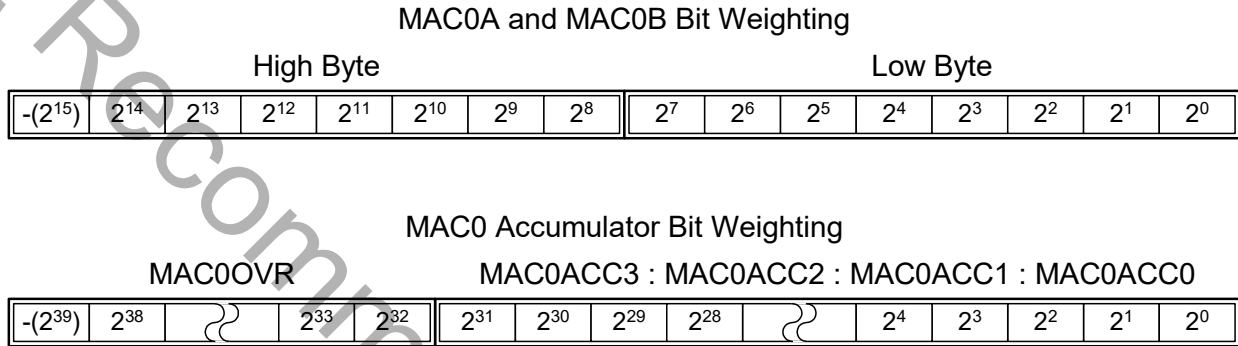 MAC0A and MAC0B Bit Weighting
High Byte Low Byte
-(2¹⁵) 2¹⁴ 2¹³ 2¹² 2¹¹ 2¹⁰ 2⁹ 2⁸ 2⁷ 2⁶ 2⁵ 2⁴ 2³ 2² 2¹ 2⁰
MAC0 Accumulator Bit Weighting
MAC0OVR MAC0ACC3 : MAC0ACC2 : MAC0ACC1 : MAC0ACC0
-(2³⁹) 2³⁸ 2³³ 2³² 2³¹ 2³⁰ 2²⁹ 2²⁸ 2⁴ 2³ 2² 2¹ 2⁰
Recomm